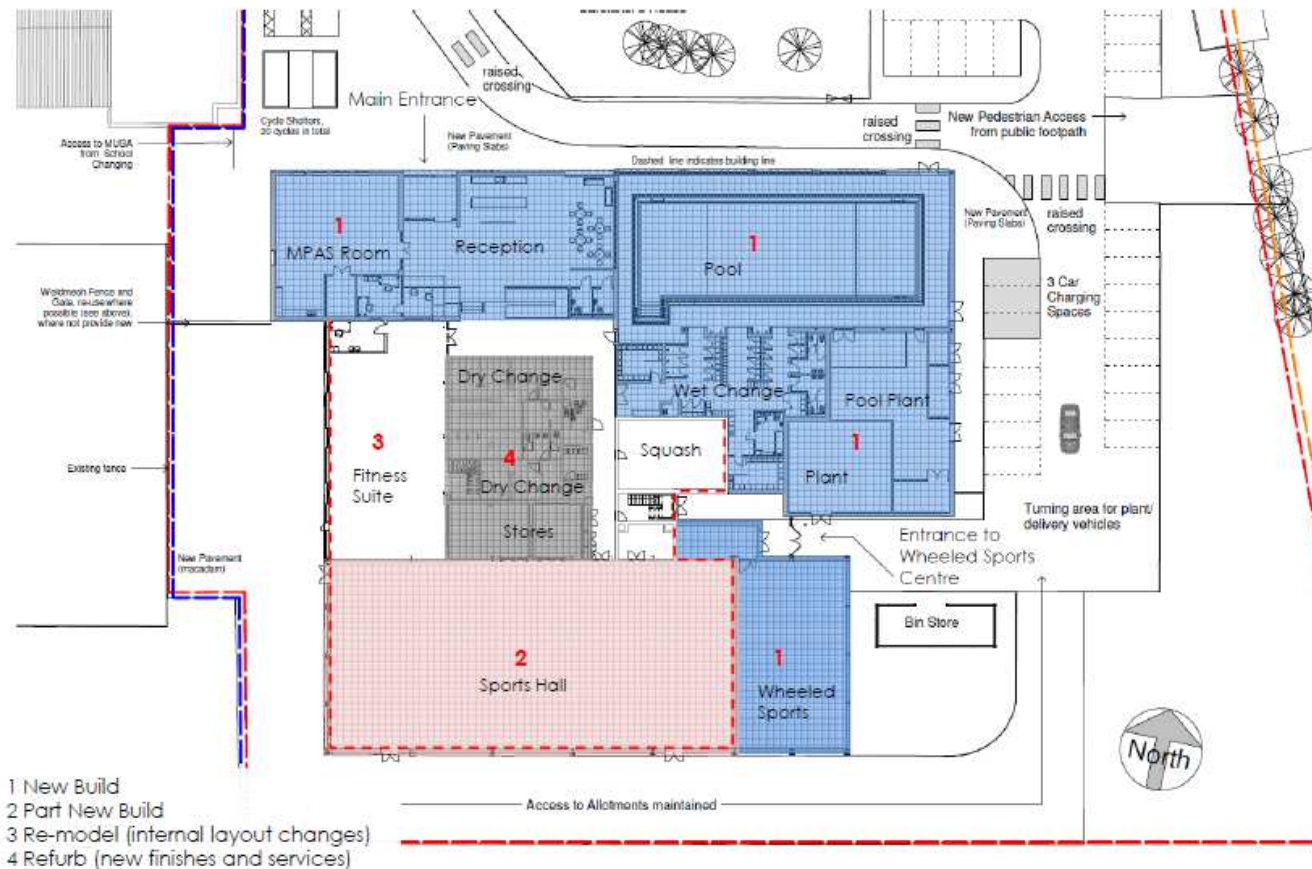 raised
crossing
Main Entrance
Cycle Shelters,
20 cycles in total
Access to MUGA
from School
Changing
New Pavement
(Paving Slabs)
raised
crossing
New Pedestrian Access
from public footpath
Dashed line indicates building line
New Pavement
(Paving Slabs)
raised
crossing
1
MPAS Room
Reception
1
Pool
Weldmesh Fence and
Gate, re-use where
possible (see above),
where not provide new
3 Car
Charging
Spaces
Dry Change
Wet Change
Pool Plant
3
Fitness
Suite
4
Dry Change
Squash
1
Plant
Existing fence
Stores
Turning area for plant/
delivery vehicles
Entrance to
Wheeled Sports
Centre
New Pavement
(macadam)
Bin Store
2
Sports Hall
1
Wheeled
Sports
North
Access to Allotments maintained
1 New Build
2 Part New Build
3 Re-model (internal layout changes)
4 Refurb (new finishes and services)